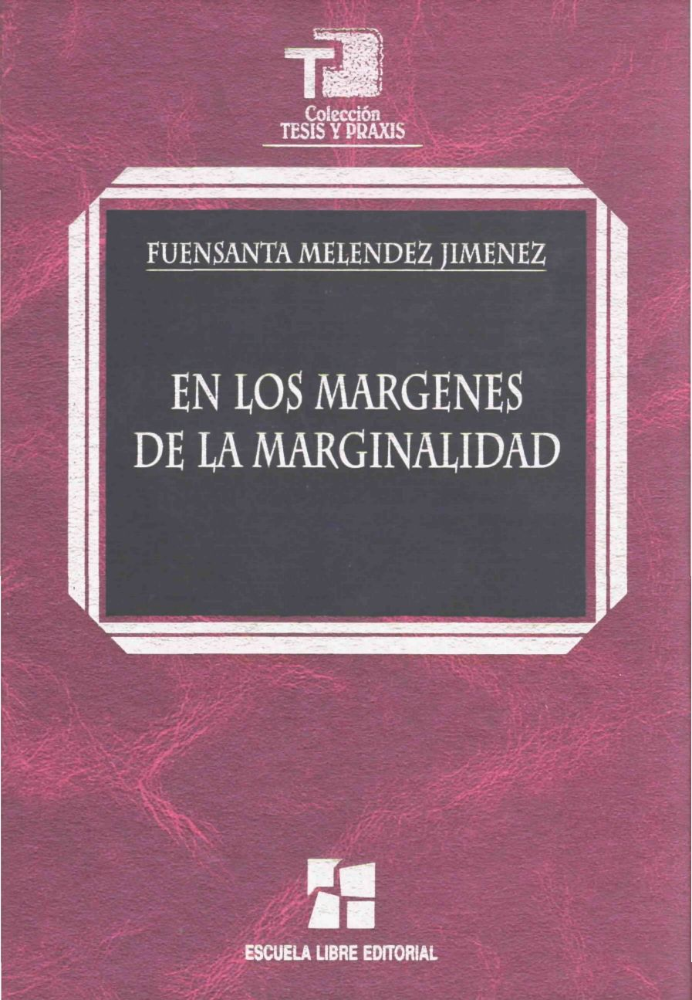 Colección
TESIS Y PRAXIS
FUENSANTA MELENDEZ JIMENEZ
EN LOS MARGENES
DE LA MARGINALIDAD
ESCUELA LIBRE EDITORIAL